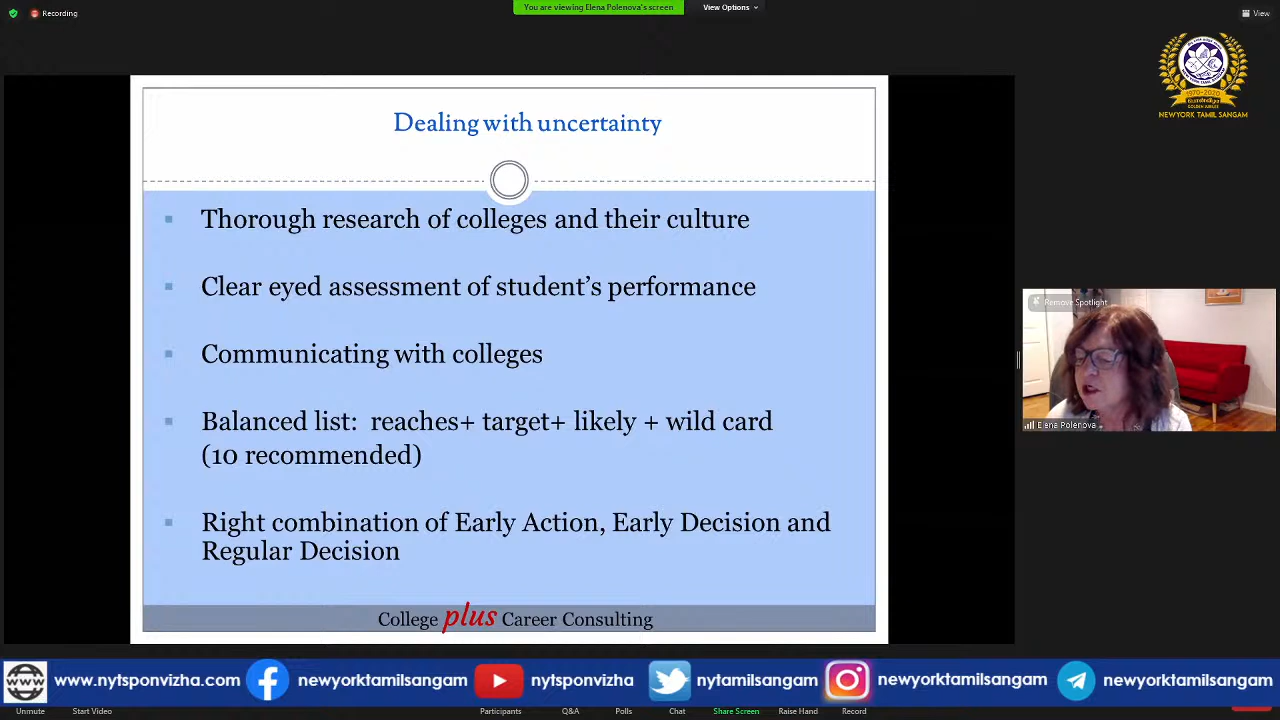 Recording
You are viewing Elena Polenova's screen
View Options
View
1970-2020
GOLDEN JUBILEE
NEWYORK TAMIL SANGAM
Dealing with uncertainty
Thorough research of colleges and their culture
Clear eyed assessment of student’s performance
Communicating with colleges
Balanced list: reaches+ target+ likely + wild card
(10 recommended)
Right combination of Early Action, Early Decision and
Regular Decision
College plus Career Consulting
Remove Spotlight
Elena Polenova
www.nytsponvizha.com
newyorktamilsangam
nytsponvizha
nytamilsangam
newyorktamilsangam
newyorktamilsangam
Unmute
Start Video
Participants
Q&A
Polls
Chat
Share Screen
Raise Hand
Record